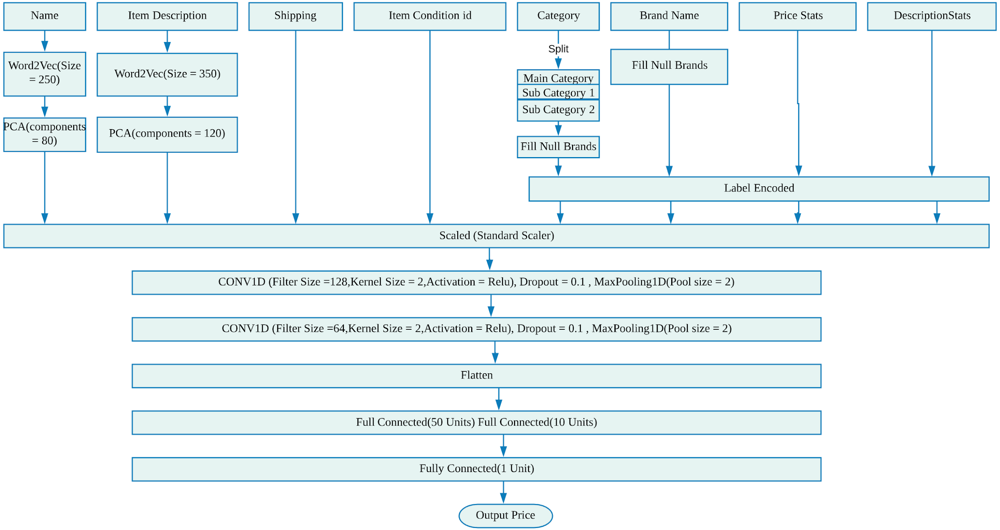 Name
Item Description
Shipping
Item Condition id
Category
Brand Name
Price Stats
DescriptionStats
Split
Word2Vec(Size
= 250)
Word2Vec(Size = 350)
Main Category
Sub Category 1
Sub Category 2
Fill Null Brands
PCA(components
= 80)
PCA(components = 120)
Fill Null Brands
Label Encoded
Scaled (Standard Scaler)
CONV1D (Filter Size =128,Kernel Size = 2,Activation = Relu), Dropout = 0.1 , MaxPooling1D(Pool size = 2)
CONV1D (Filter Size =64,Kernel Size = 2,Activation = Relu), Dropout = 0.1 , MaxPooling1D(Pool size = 2)
Flatten
Full Connected(50 Units) Full Connected(10 Units)
Fully Connected(1 Unit)
Output Price